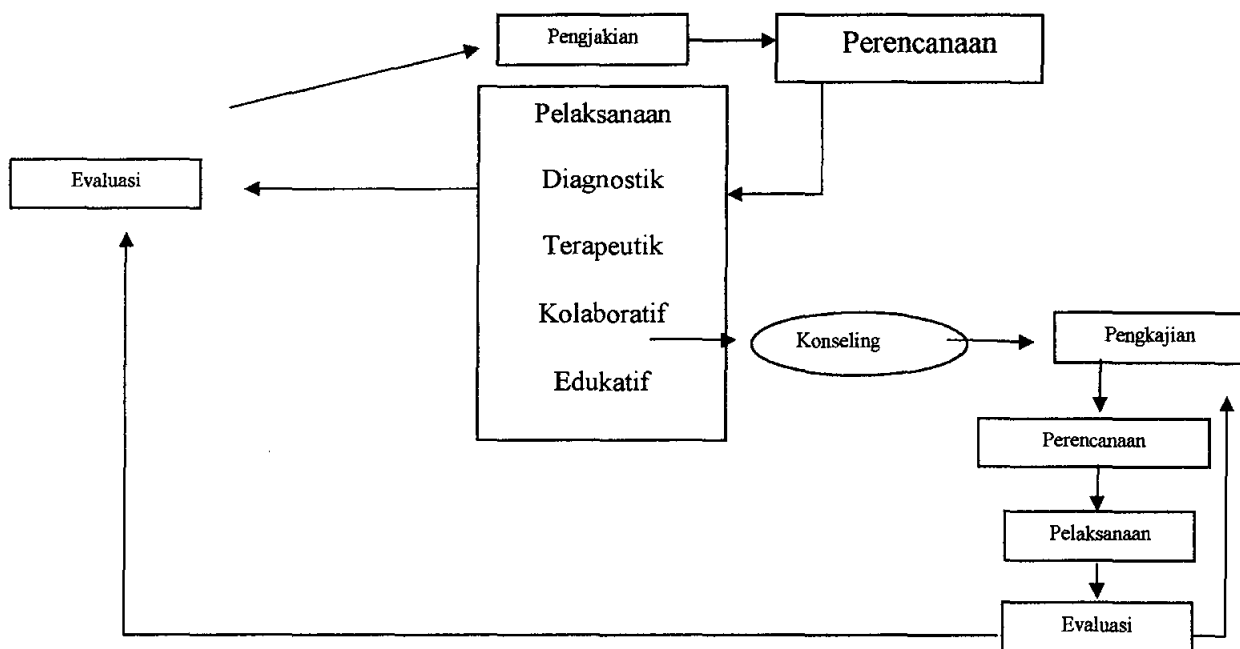 Pengjakian
Perencanaan
Pelaksanaan
Diagnostik
Terapeutik
Kolaboratif
Edukatif
Evaluasi
Konseling
Pengkajian
Perencanaan
Pelaksanaan
Evaluasi